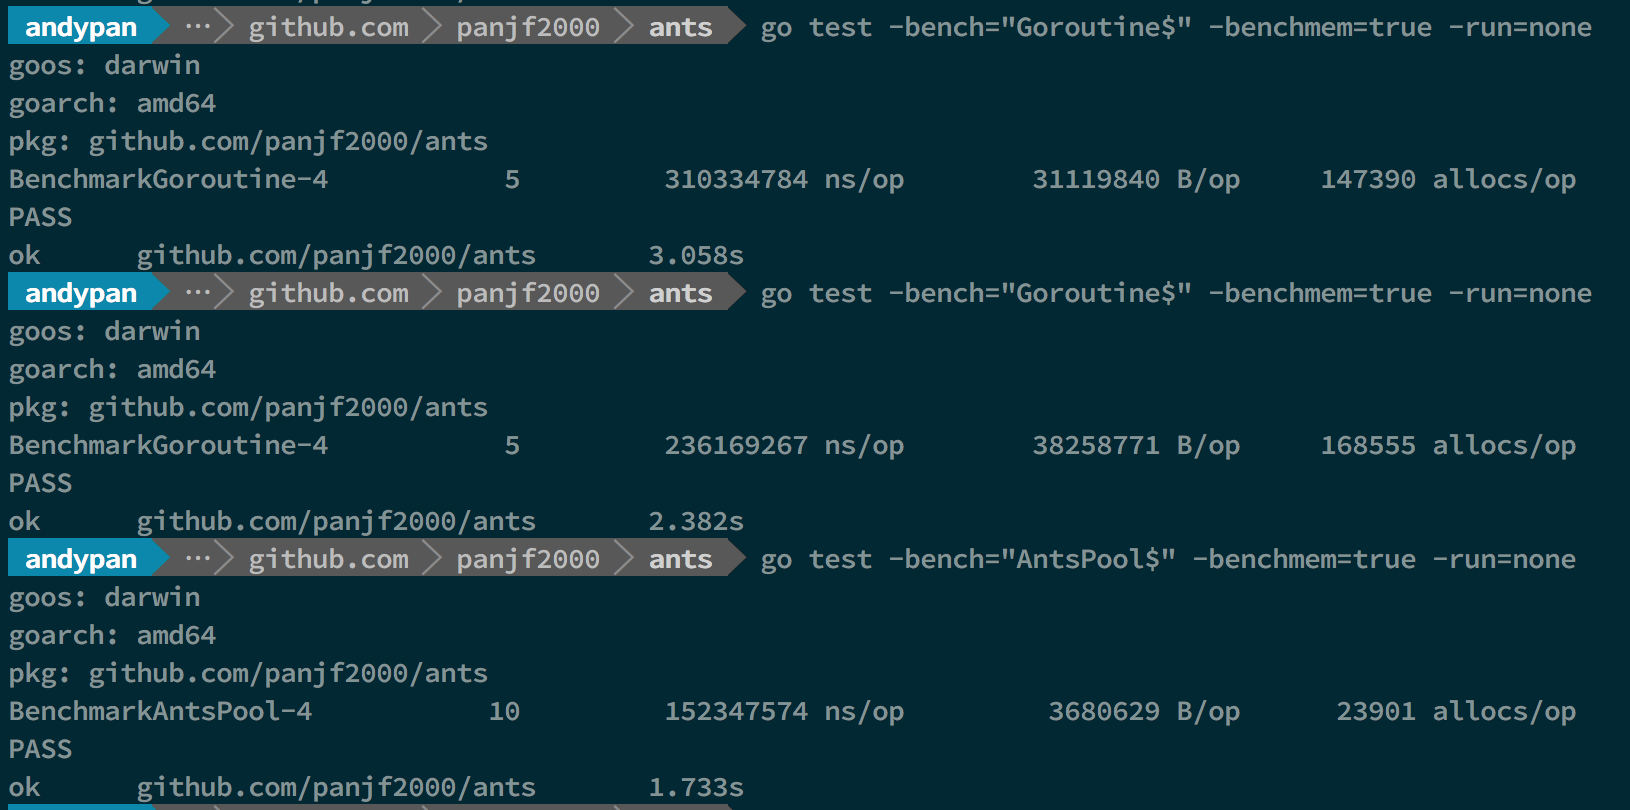 andypan ··· github.com panjf2000 ants go test -bench="Goroutine$" -benchmem=true -run=none
goos: darwin
goarch: amd64
pkg: github.com/panjf2000/ants
BenchmarkGoroutine-4 5 310334784 ns/op 31119840 B/op 147390 allocs/op
PASS
ok github.com/panjf2000/ants 3.058s
andypan ··· github.com panjf2000 ants go test -bench="Goroutine$" -benchmem=true -run=none
goos: darwin
goarch: amd64
pkg: github.com/panjf2000/ants
BenchmarkGoroutine-4 5 236169267 ns/op 38258771 B/op 168555 allocs/op
PASS
ok github.com/panjf2000/ants 2.382s
andypan ··· github.com panjf2000 ants go test -bench="AntsPool$" -benchmem=true -run=none
goos: darwin
goarch: amd64
pkg: github.com/panjf2000/ants
BenchmarkAntsPool-4 10 152347574 ns/op 3680629 B/op 23901 allocs/op
PASS
ok github.com/panjf2000/ants 1.733s